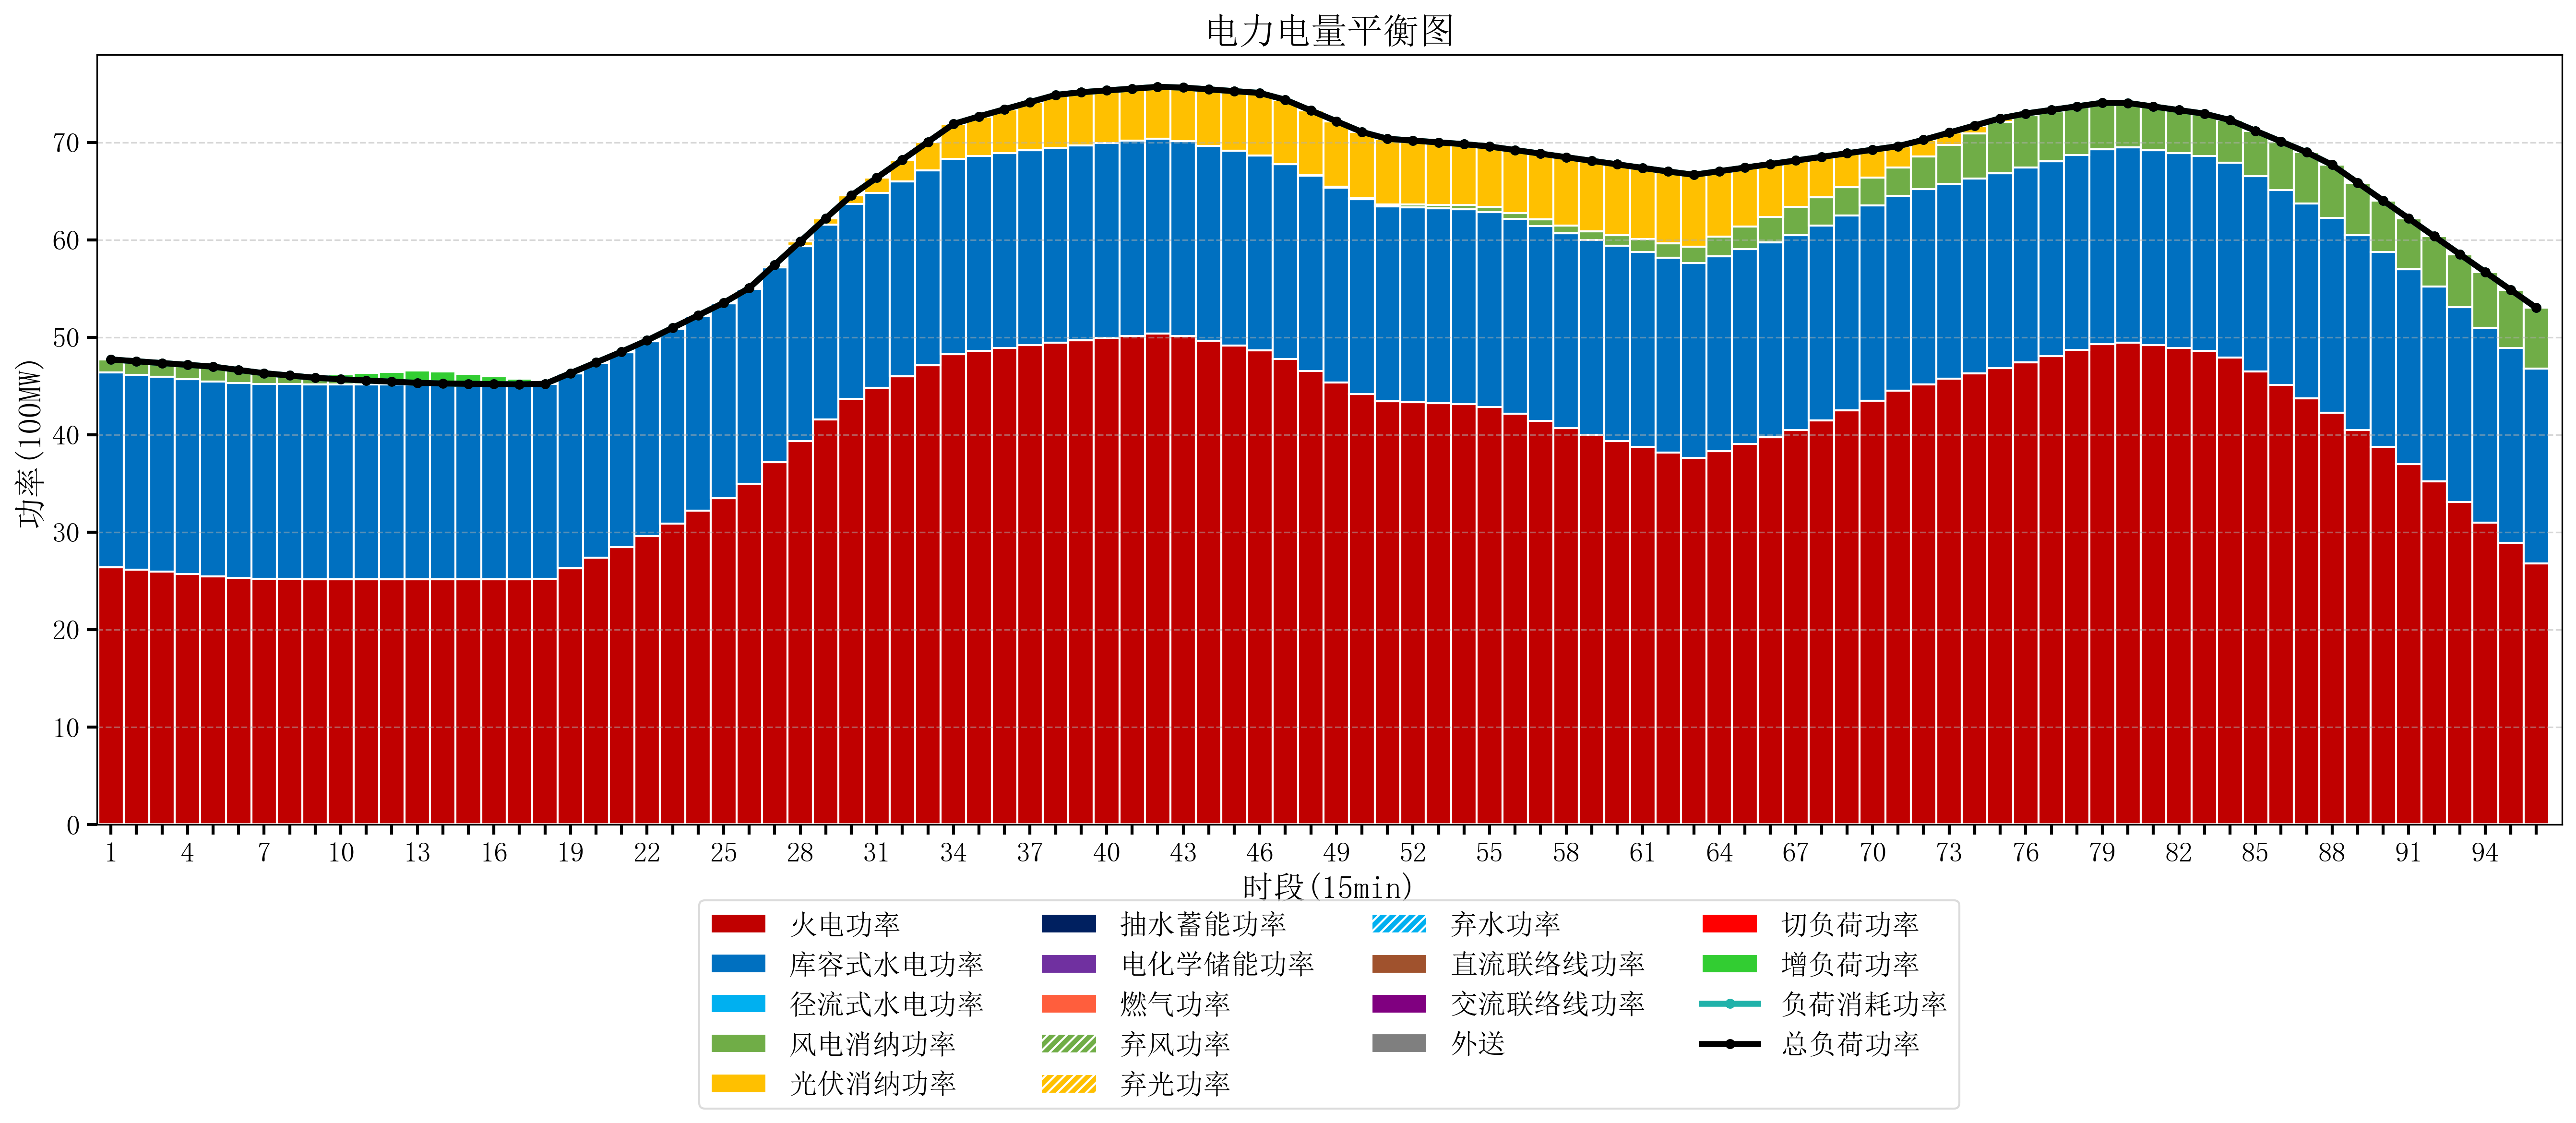 电力电量平衡图
功率(100MW)
70
60
50
40
30
20
10
0
1 4 7 10 13 16 19 22 25 28 31 34 37 40 43 46 49 52 55 58 61 64 67 70 73 76 79 82 85 88 91 94
时段(15min)
火电功率
库容式水电功率
径流式水电功率
风电消纳功率
光伏消纳功率
抽水蓄能功率
电化学储能功率
燃气功率
弃风功率
弃光功率
弃水功率
直流联络线功率
交流联络线功率
外送
切负荷功率
增负荷功率
负荷消耗功率
总负荷功率